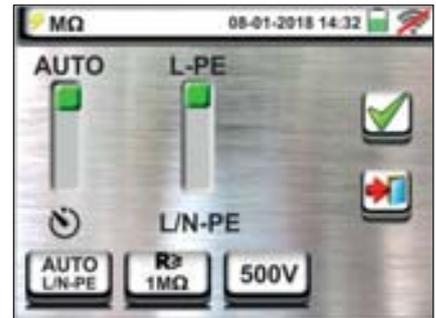 MΩ 08-01-2018 14:32
AUTO L-PE
L/N-PE
AUTO R≥ 500V
L/N-PE 1MΩ